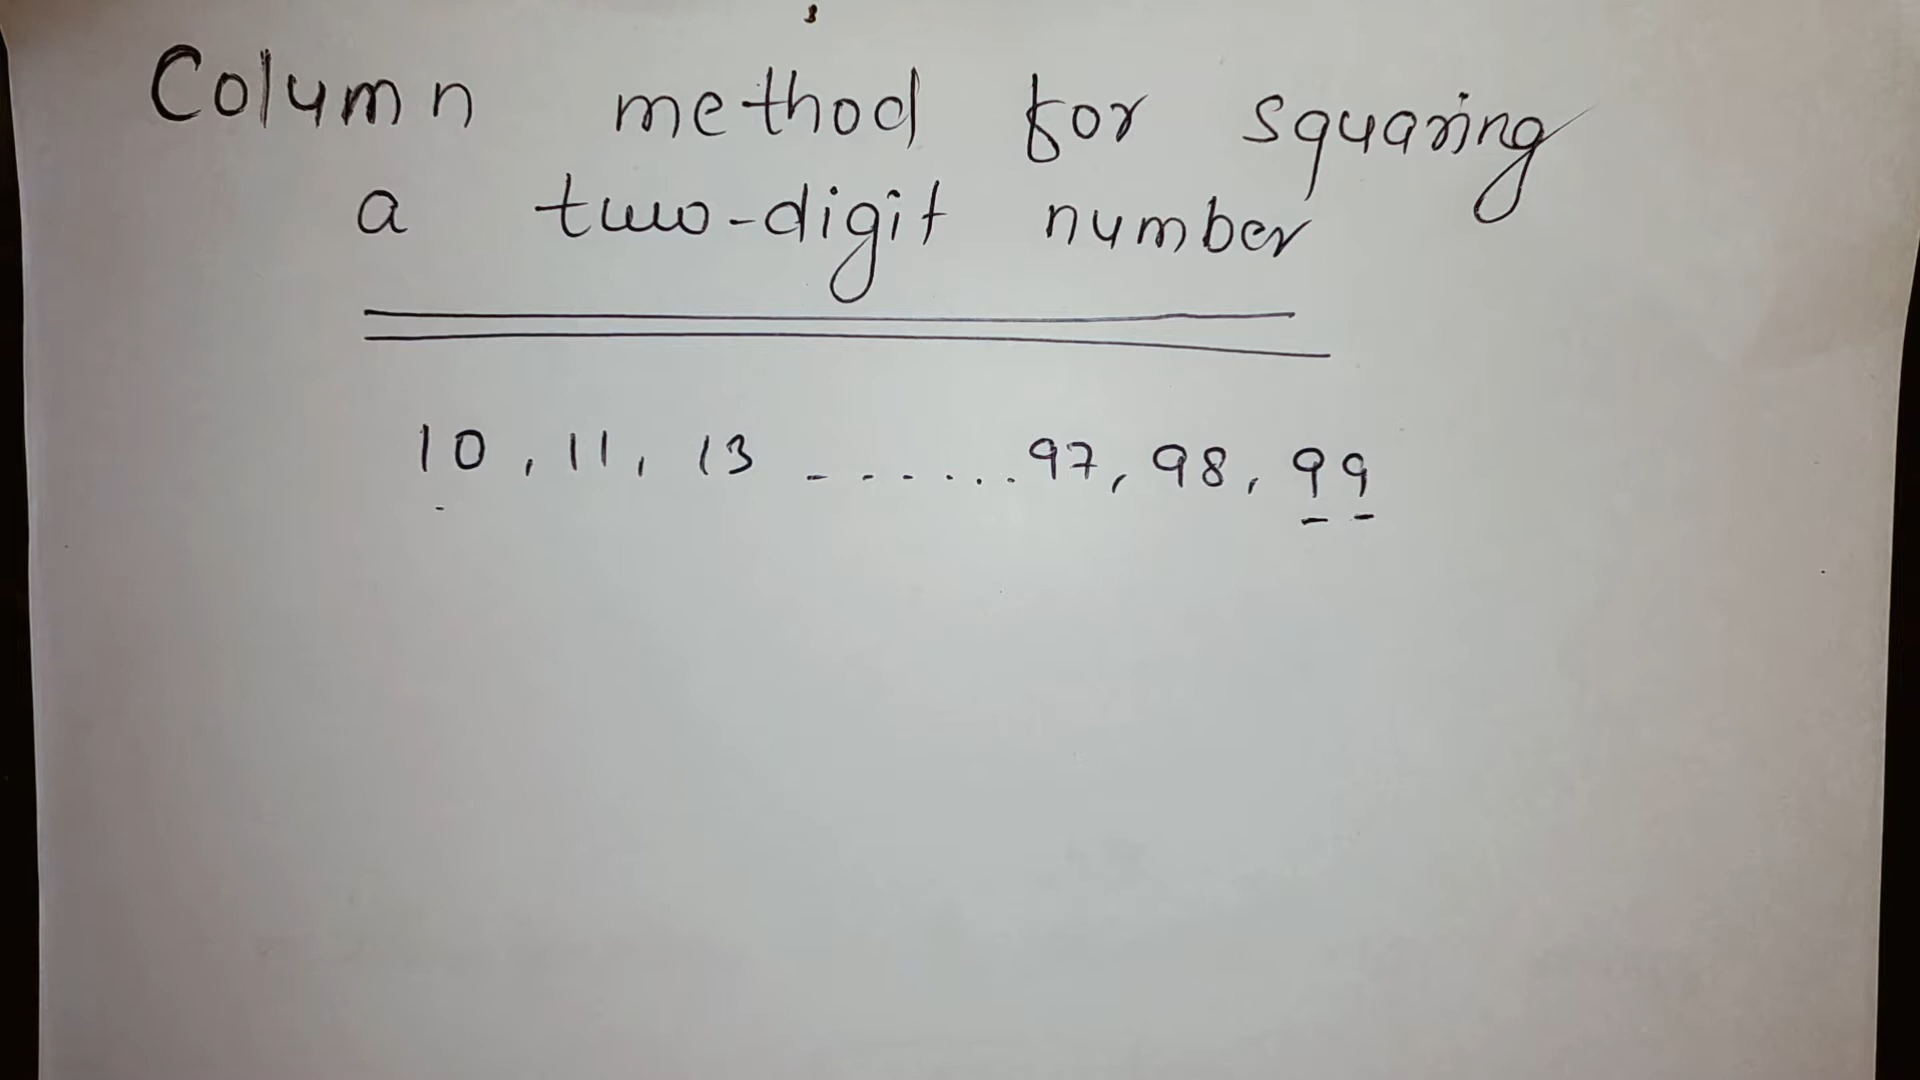 Column method for squaring
a two-digit number
10, 11, 13 - - - . . . . 97, 98, 99